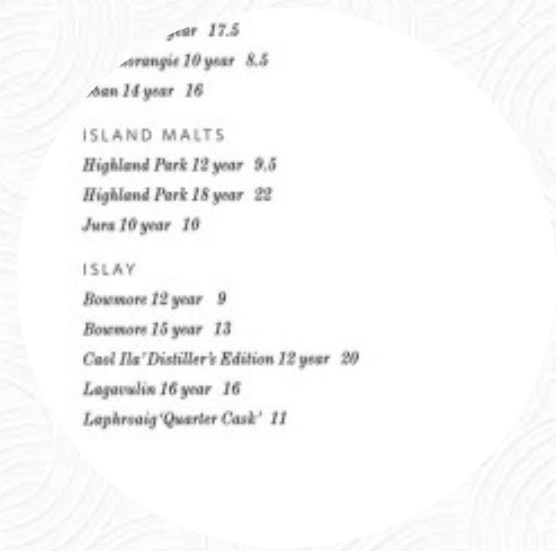 year 17.5
10 year 8.5
14 year 16
ISLAND MALTS
Highland Park 12 year 9.5
Highland Park 18 year 22
Jura 10 year 10
ISLAY
Bowmore 12 year 9
Bowmore 15 year 13
Caol Ila' Distiller's Edition 12 year 20
Lagavulin 16 year 16
Laphroaig 'Quarter Cask' 11